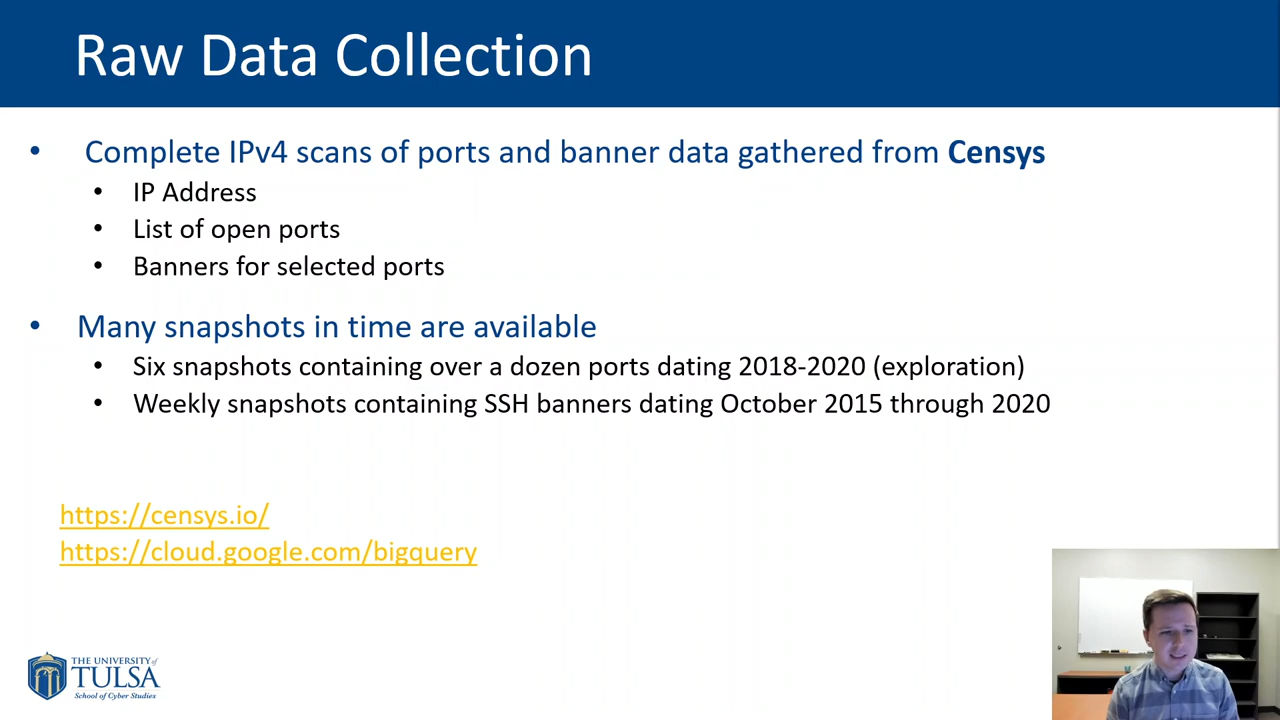 Raw Data Collection
• Complete IPv4 scans of ports and banner data gathered from Censys
• IP Address
• List of open ports
• Banners for selected ports
• Many snapshots in time are available
• Six snapshots containing over a dozen ports dating 2018-2020 (exploration)
• Weekly snapshots containing SSH banners dating October 2015 through 2020
https://censys.io/
https://cloud.google.com/bigquery
THE UNIVERSITY of
TULSA
School of Cyber Studies